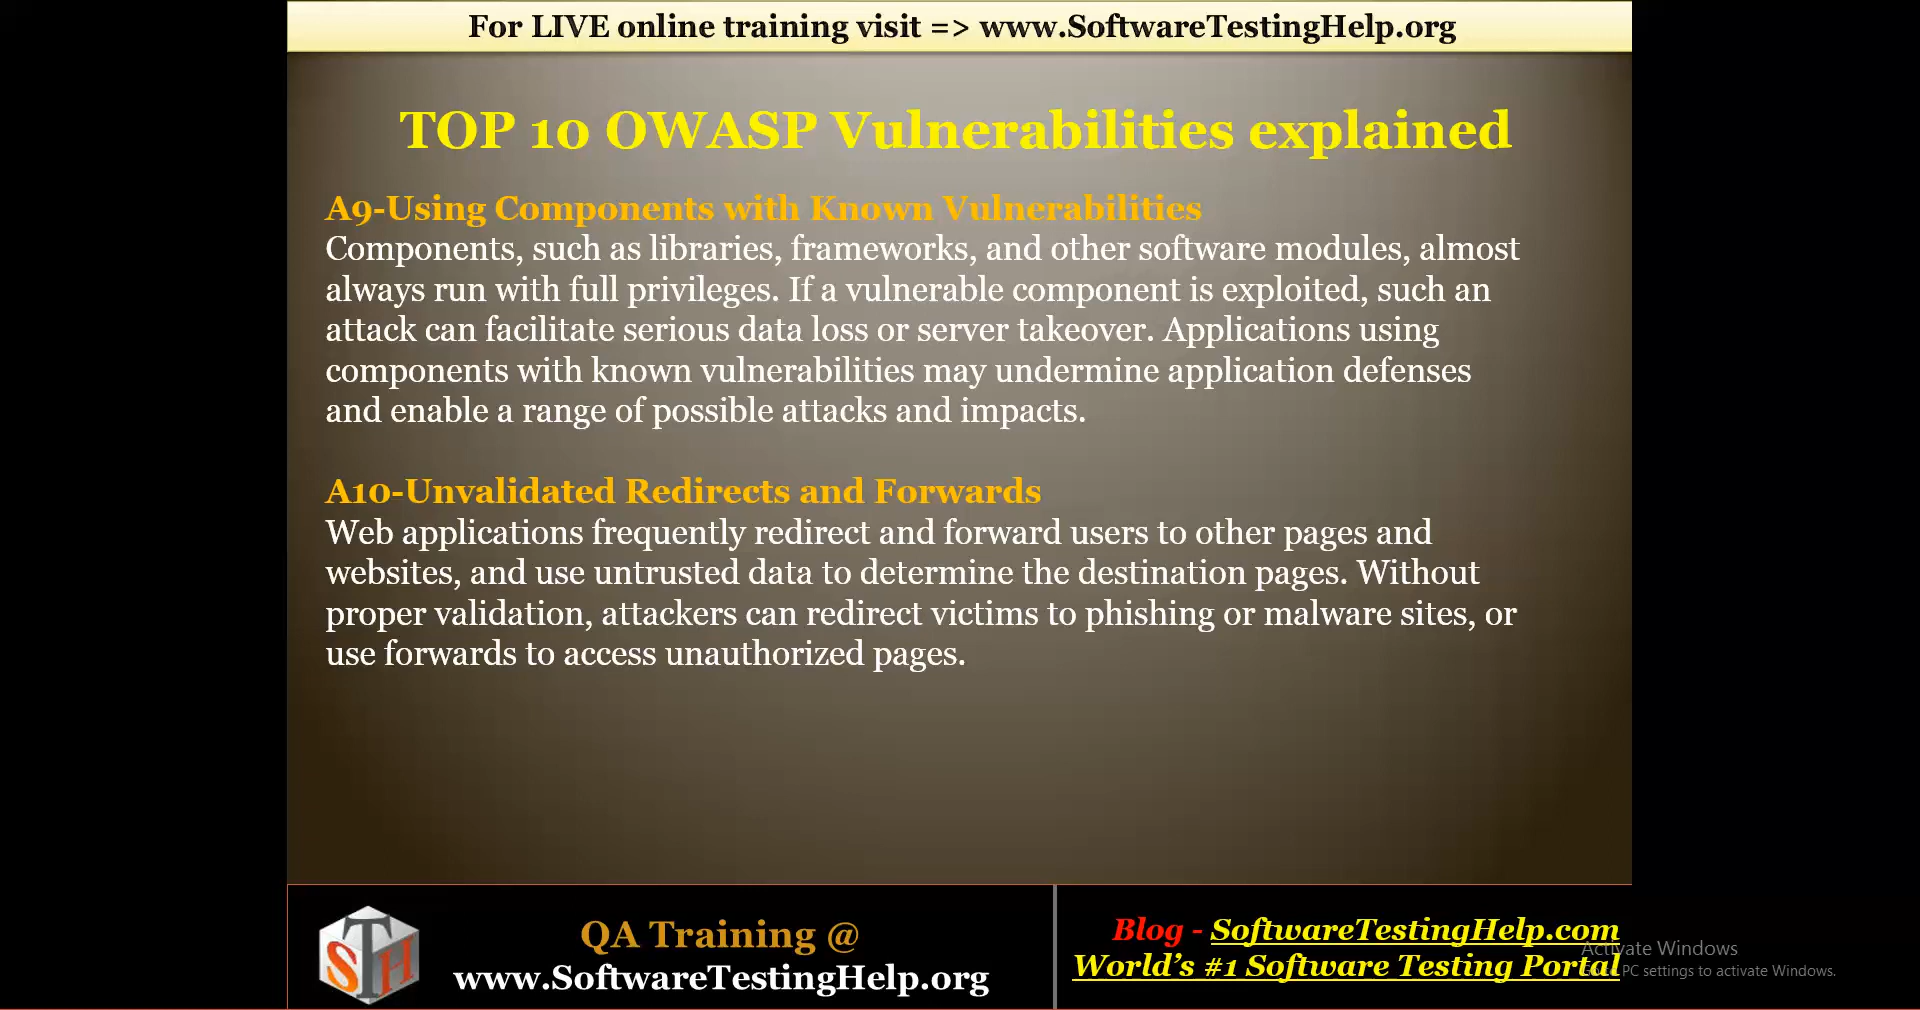 For LIVE online training visit => www.SoftwareTestingHelp.org
TOP 10 OWASP Vulnerabilities explained
A9-Using Components with Known Vulnerabilities
Components, such as libraries, frameworks, and other software modules, almost
always run with full privileges. If a vulnerable component is exploited, such an
attack can facilitate serious data loss or server takeover. Applications using
components with known vulnerabilities may undermine application defenses
and enable a range of possible attacks and impacts.
A10-Unvalidated Redirects and Forwards
Web applications frequently redirect and forward users to other pages and
websites, and use untrusted data to determine the destination pages. Without
proper validation, attackers can redirect victims to phishing or malware sites, or
use forwards to access unauthorized pages.
STH
QA Training @
www.SoftwareTestingHelp.org
Blog - SoftwareTestingHelp.com
World's #1 Software Testing Portal
Activate Windows
PC settings to activate Windows.